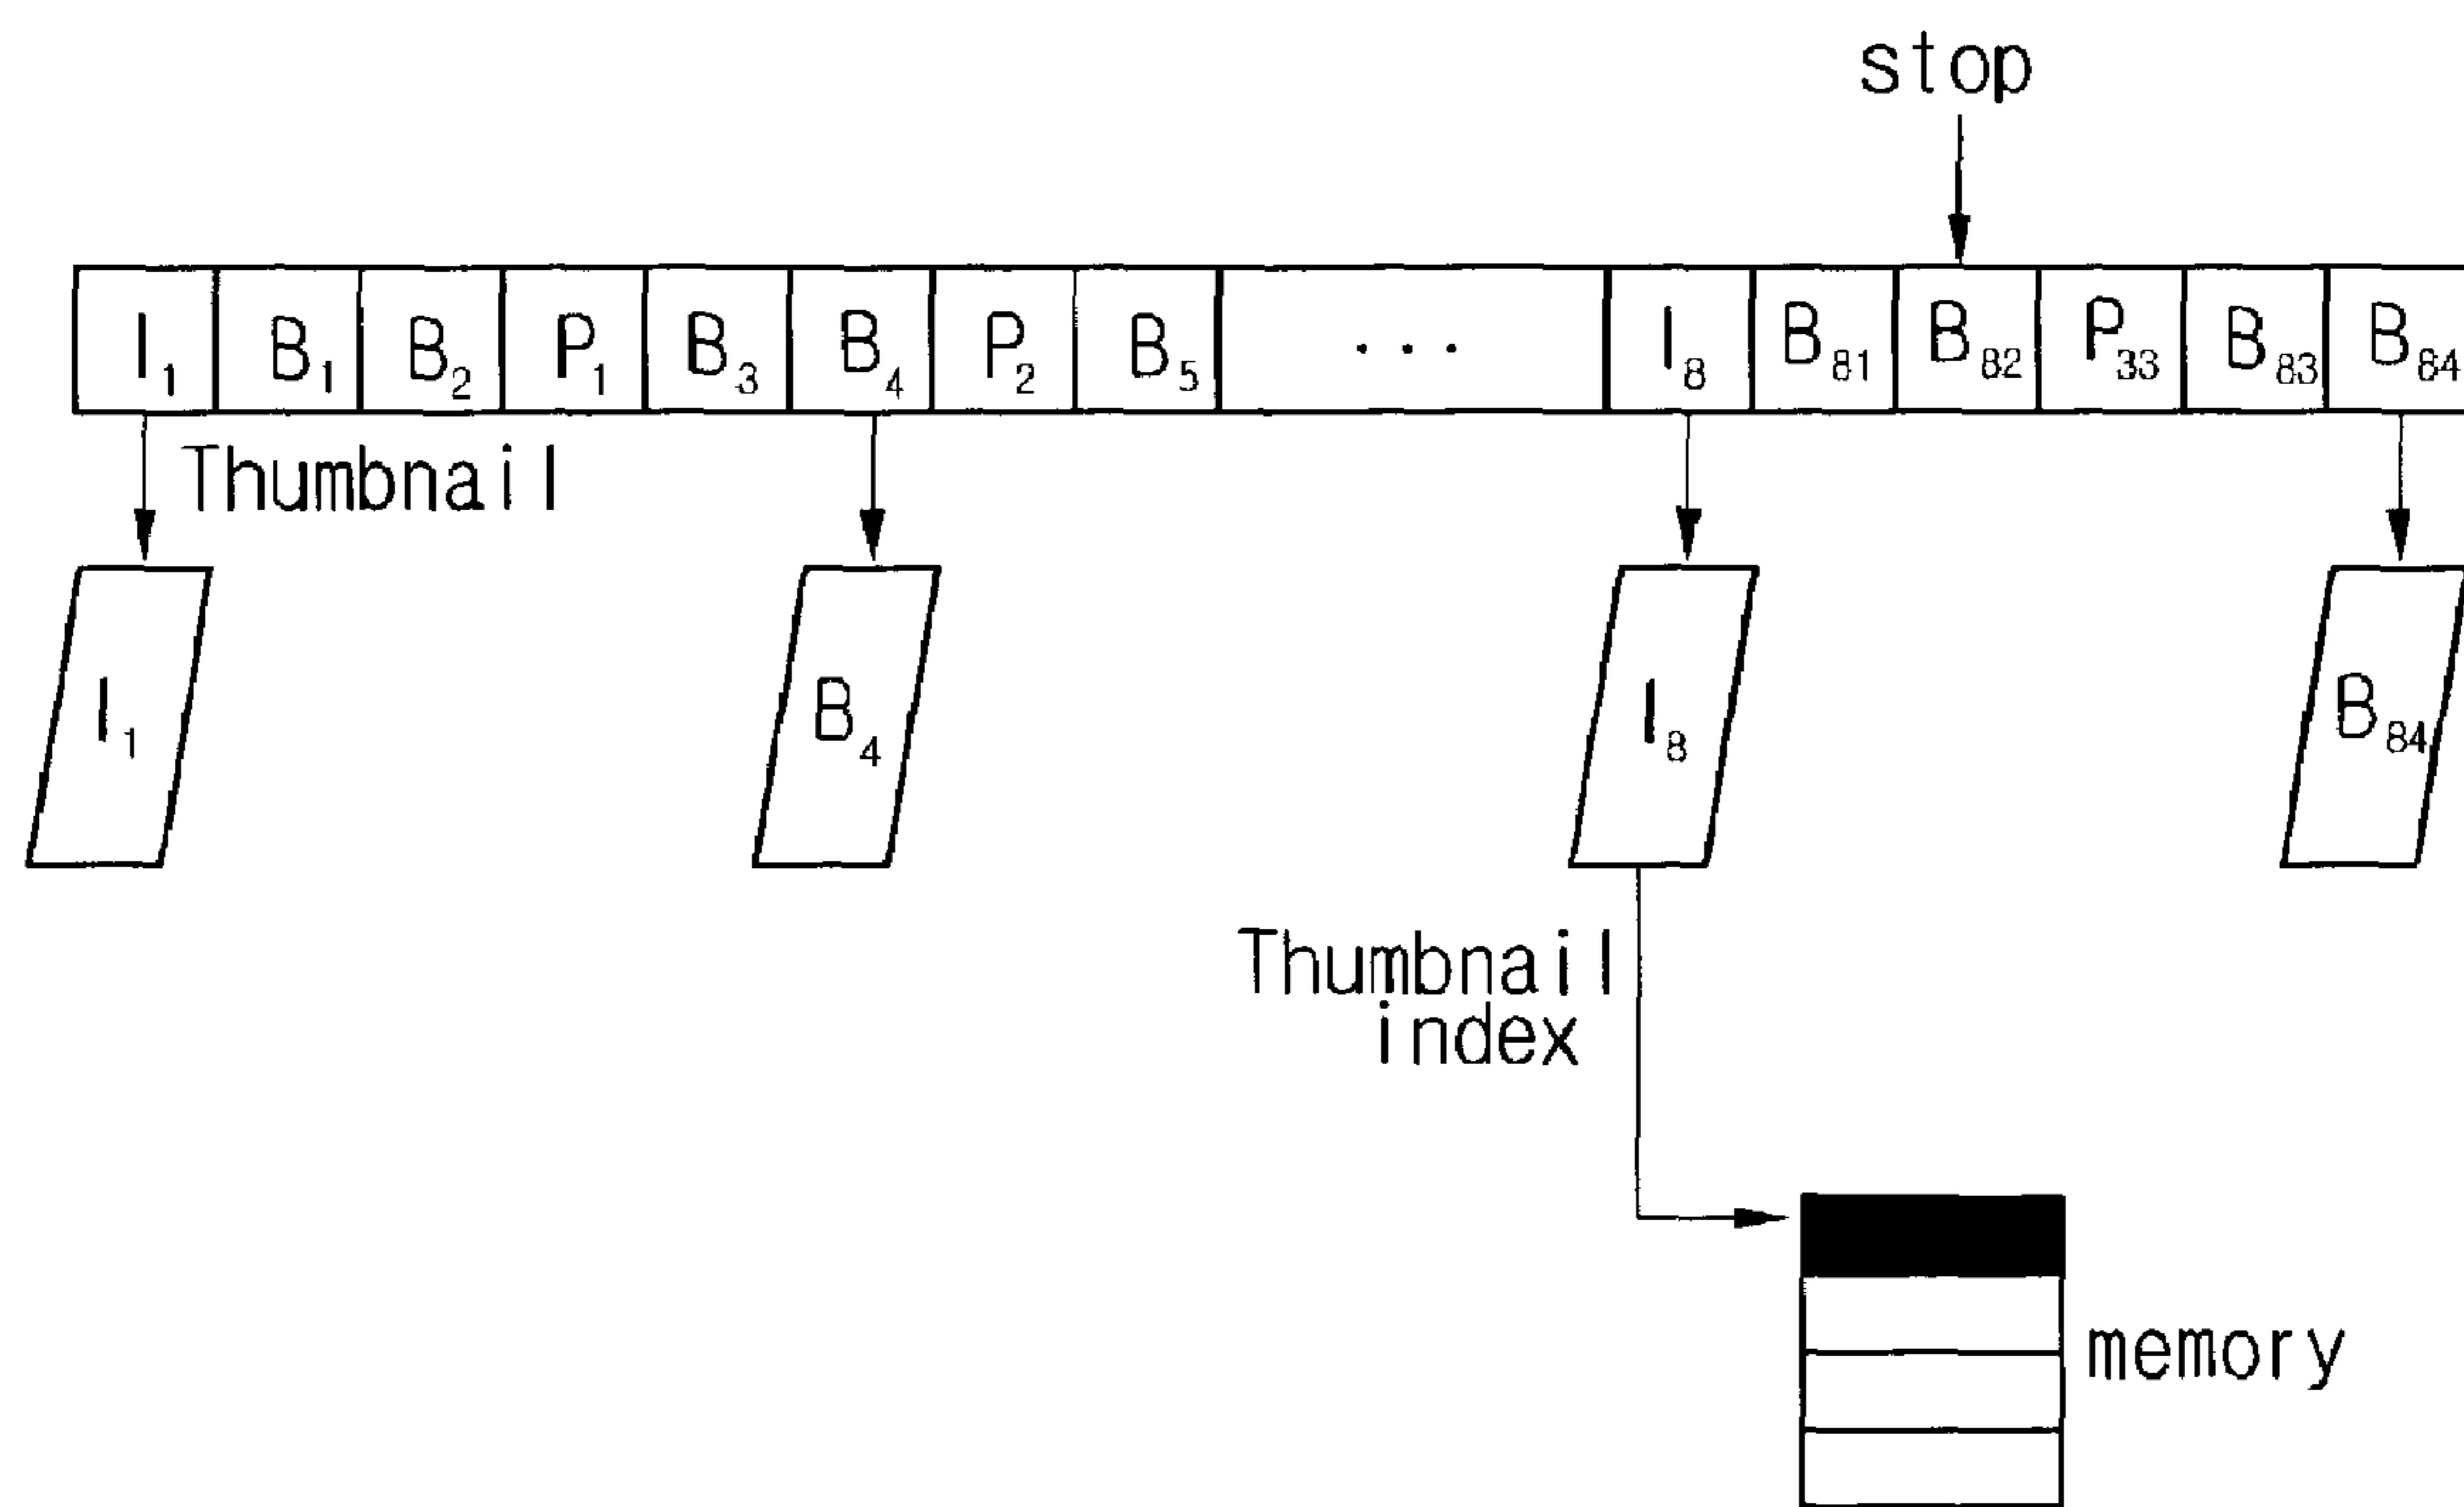 stop
I₁ B₁ B₂ P₁ B₃ B₄ P₂ B₅ ··· I₈ B₈₁ B₈₂ P₃₃ B₈₃ B₈₄
Thumbnail
I₁ B₄ I₈ B₈₄
Thumbnail
index
memory